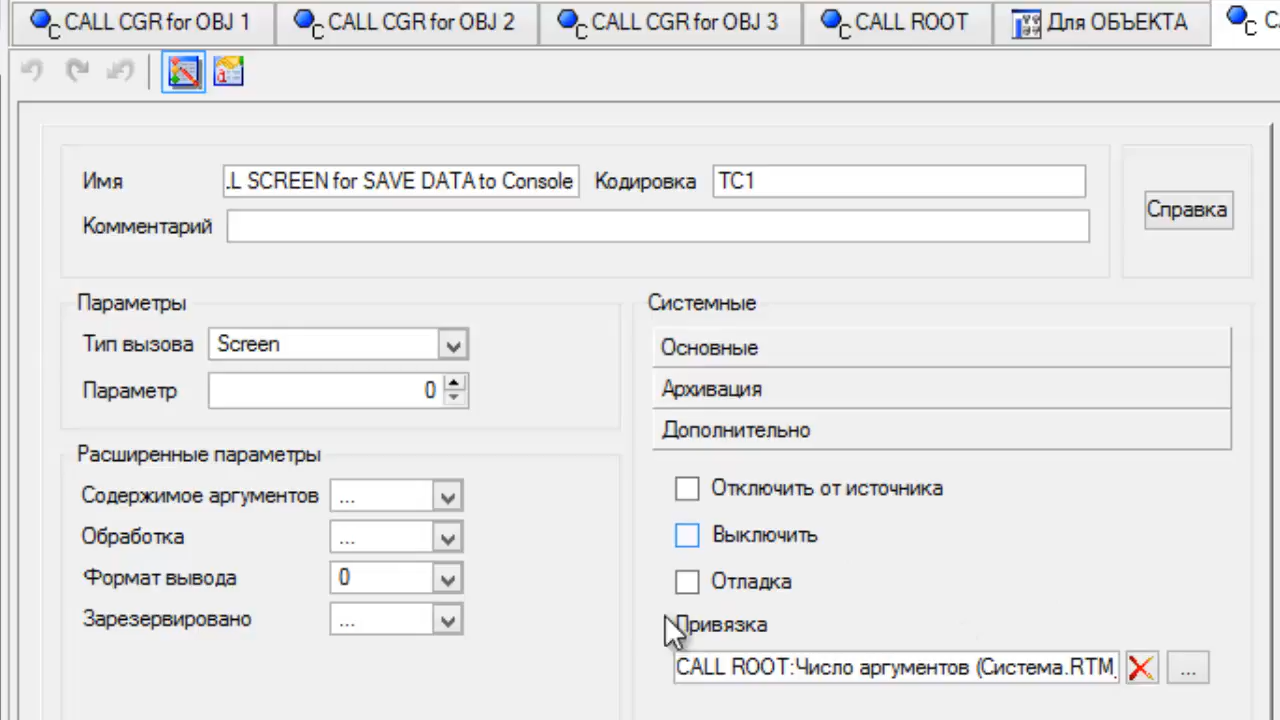 CALL CGR for OBJ 1 CALL CGR for OBJ 2 CALL CGR for OBJ 3 CALL ROOT Для ОБЪЕКТА
Имя .L SCREEN for SAVE DATA to Console Кодировка TC1
Справка
Комментарий
Параметры
Тип вызова Screen
Параметр 0
Расширенные параметры
Содержимое аргументов ...
Обработка ...
Формат вывода 0
Зарезервировано ...
Системные
Основные
Архивация
Дополнительно
Отключить от источника
Выключить
Отладка
Привязка
CALL ROOT:Число аргументов (Система.RTM_ ...